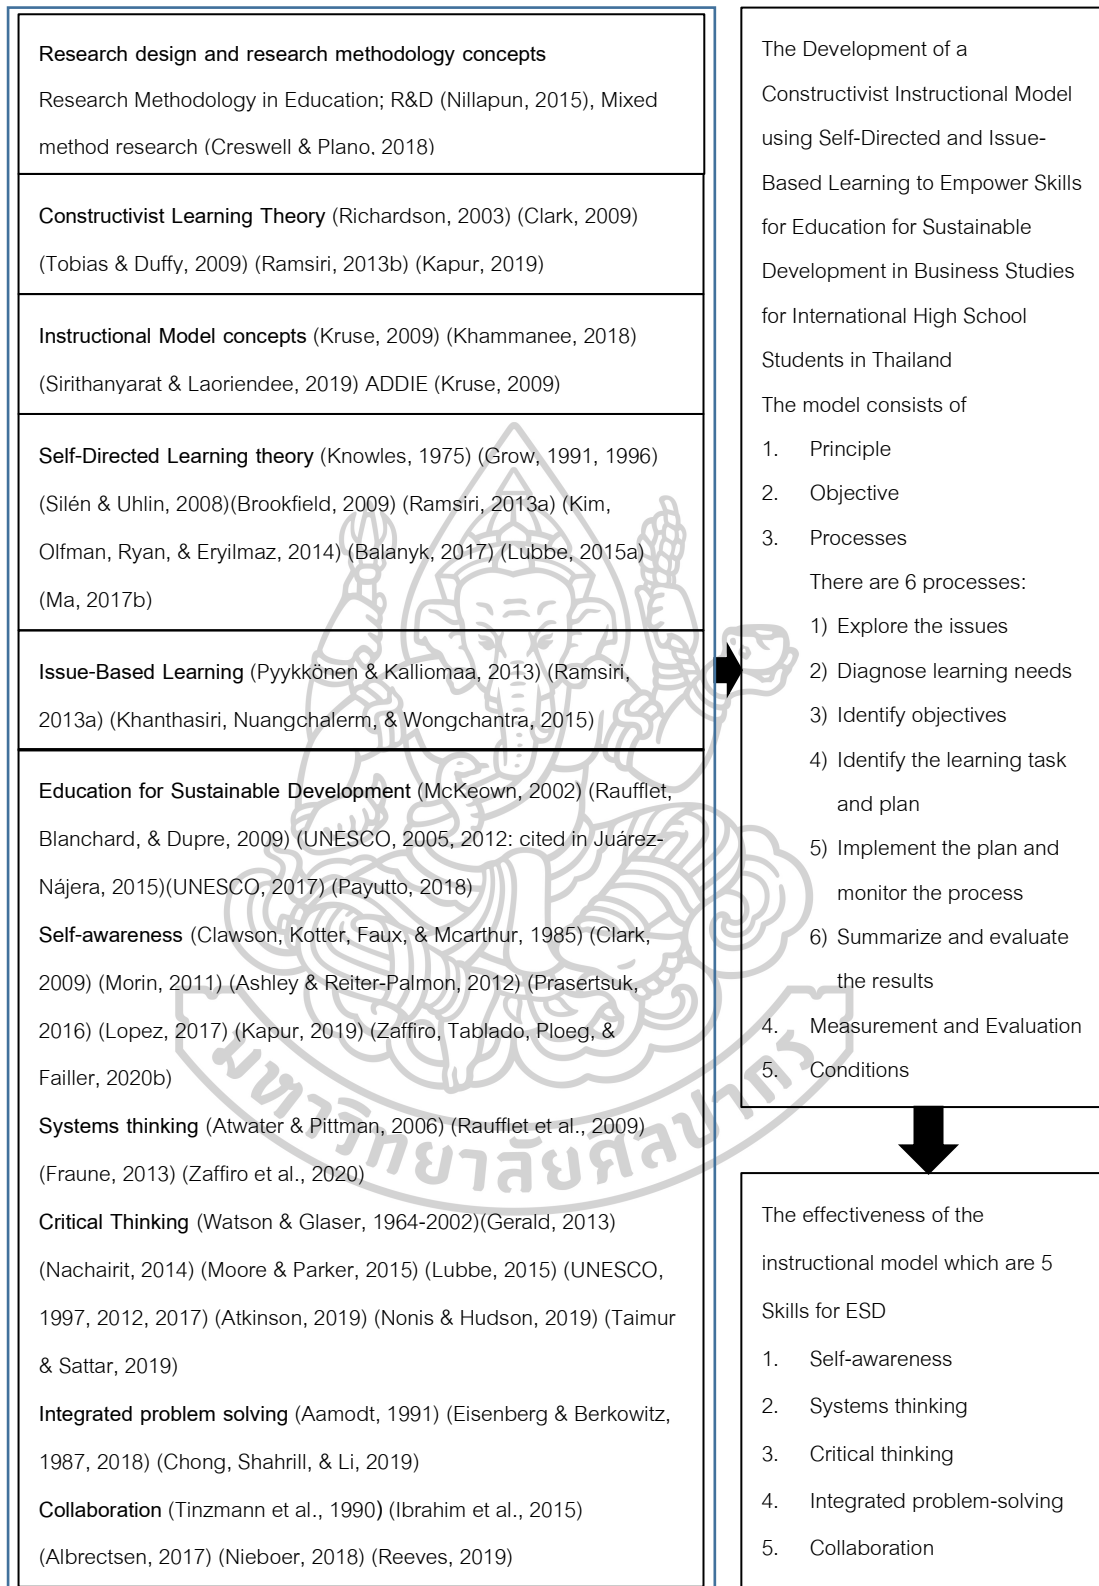 Research design and research methodology concepts
Research Methodology in Education; R&D (Nillapun, 2015), Mixed
method research (Creswell & Plano, 2018)
Constructivist Learning Theory (Richardson, 2003) (Clark, 2009)
(Tobias & Duffy, 2009) (Ramsiri, 2013b) (Kapur, 2019)
Instructional Model concepts (Kruse, 2009) (Khammanee, 2018)
(Sirithanyarat & Laoriendee, 2019) ADDIE (Kruse, 2009)
Self-Directed Learning theory (Knowles, 1975) (Grow, 1991, 1996)
(Silén & Uhlin, 2008)(Brookfield, 2009) (Ramsiri, 2013a) (Kim,
Olfman, Ryan, & Eryilmaz, 2014) (Balanyk, 2017) (Lubbe, 2015a)
(Ma, 2017b)
Issue-Based Learning (Pyykkönen & Kalliomaa, 2013) (Ramsiri,
2013a) (Khanthasiri, Nuangchalerm, & Wongchantra, 2015)
Education for Sustainable Development (McKeown, 2002) (Raufflet,
Blanchard, & Dupre, 2009) (UNESCO, 2005, 2012: cited in Juárez-
Nájera, 2015)(UNESCO, 2017) (Payutto, 2018)
Self-awareness (Clawson, Kotter, Faux, & Mcarthur, 1985) (Clark,
2009) (Morin, 2011) (Ashley & Reiter-Palmon, 2012) (Prasertsuk,
2016) (Lopez, 2017) (Kapur, 2019) (Zaffiro, Tablado, Ploeg, &
Failler, 2020b)
Systems thinking (Atwater & Pittman, 2006) (Raufflet et al., 2009)
(Fraune, 2013) (Zaffiro et al., 2020)
Critical Thinking (Watson & Glaser, 1964-2002)(Gerald, 2013)
(Nachairit, 2014) (Moore & Parker, 2015) (Lubbe, 2015) (UNESCO,
1997, 2012, 2017) (Atkinson, 2019) (Nonis & Hudson, 2019) (Taimur
& Sattar, 2019)
Integrated problem solving (Aamodt, 1991) (Eisenberg & Berkowitz,
1987, 2018) (Chong, Shahrill, & Li, 2019)
Collaboration (Tinzmann et al., 1990) (Ibrahim et al., 2015)
(Albrectsen, 2017) (Nieboer, 2018) (Reeves, 2019)
The Development of a
Constructivist Instructional Model
using Self-Directed and Issue-
Based Learning to Empower Skills
for Education for Sustainable
Development in Business Studies
for International High School
Students in Thailand
The model consists of
1. Principle
2. Objective
3. Processes
There are 6 processes:
1) Explore the issues
2) Diagnose learning needs
3) Identify objectives
4) Identify the learning task
and plan
5) Implement the plan and
monitor the process
6) Summarize and evaluate
the results
4. Measurement and Evaluation
5. Conditions
The effectiveness of the
instructional model which are 5
Skills for ESD
1. Self-awareness
2. Systems thinking
3. Critical thinking
4. Integrated problem-solving
5. Collaboration
มหาวิทยาลัยศิลปากร